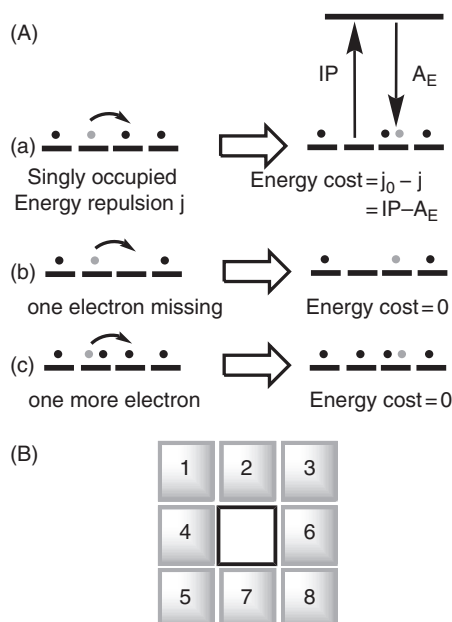 (A)
IP
A_E
(a)
Singly occupied
Energy repulsion j
Energy cost = j₀ – j
= IP–A_E
(b)
one electron missing
Energy cost = 0
(c)
one more electron
Energy cost = 0
(B)
1 2 3
4 6
5 7 8